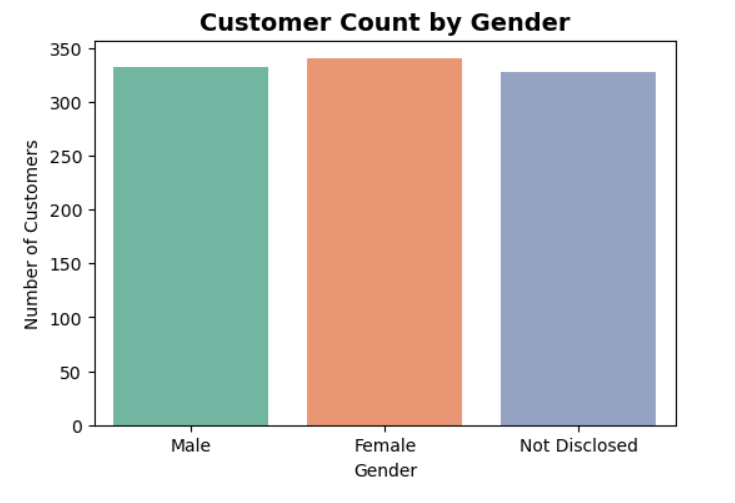 Customer Count by Gender
Number of Customers
350
300
250
200
150
100
50
0
Male Female Not Disclosed
Gender